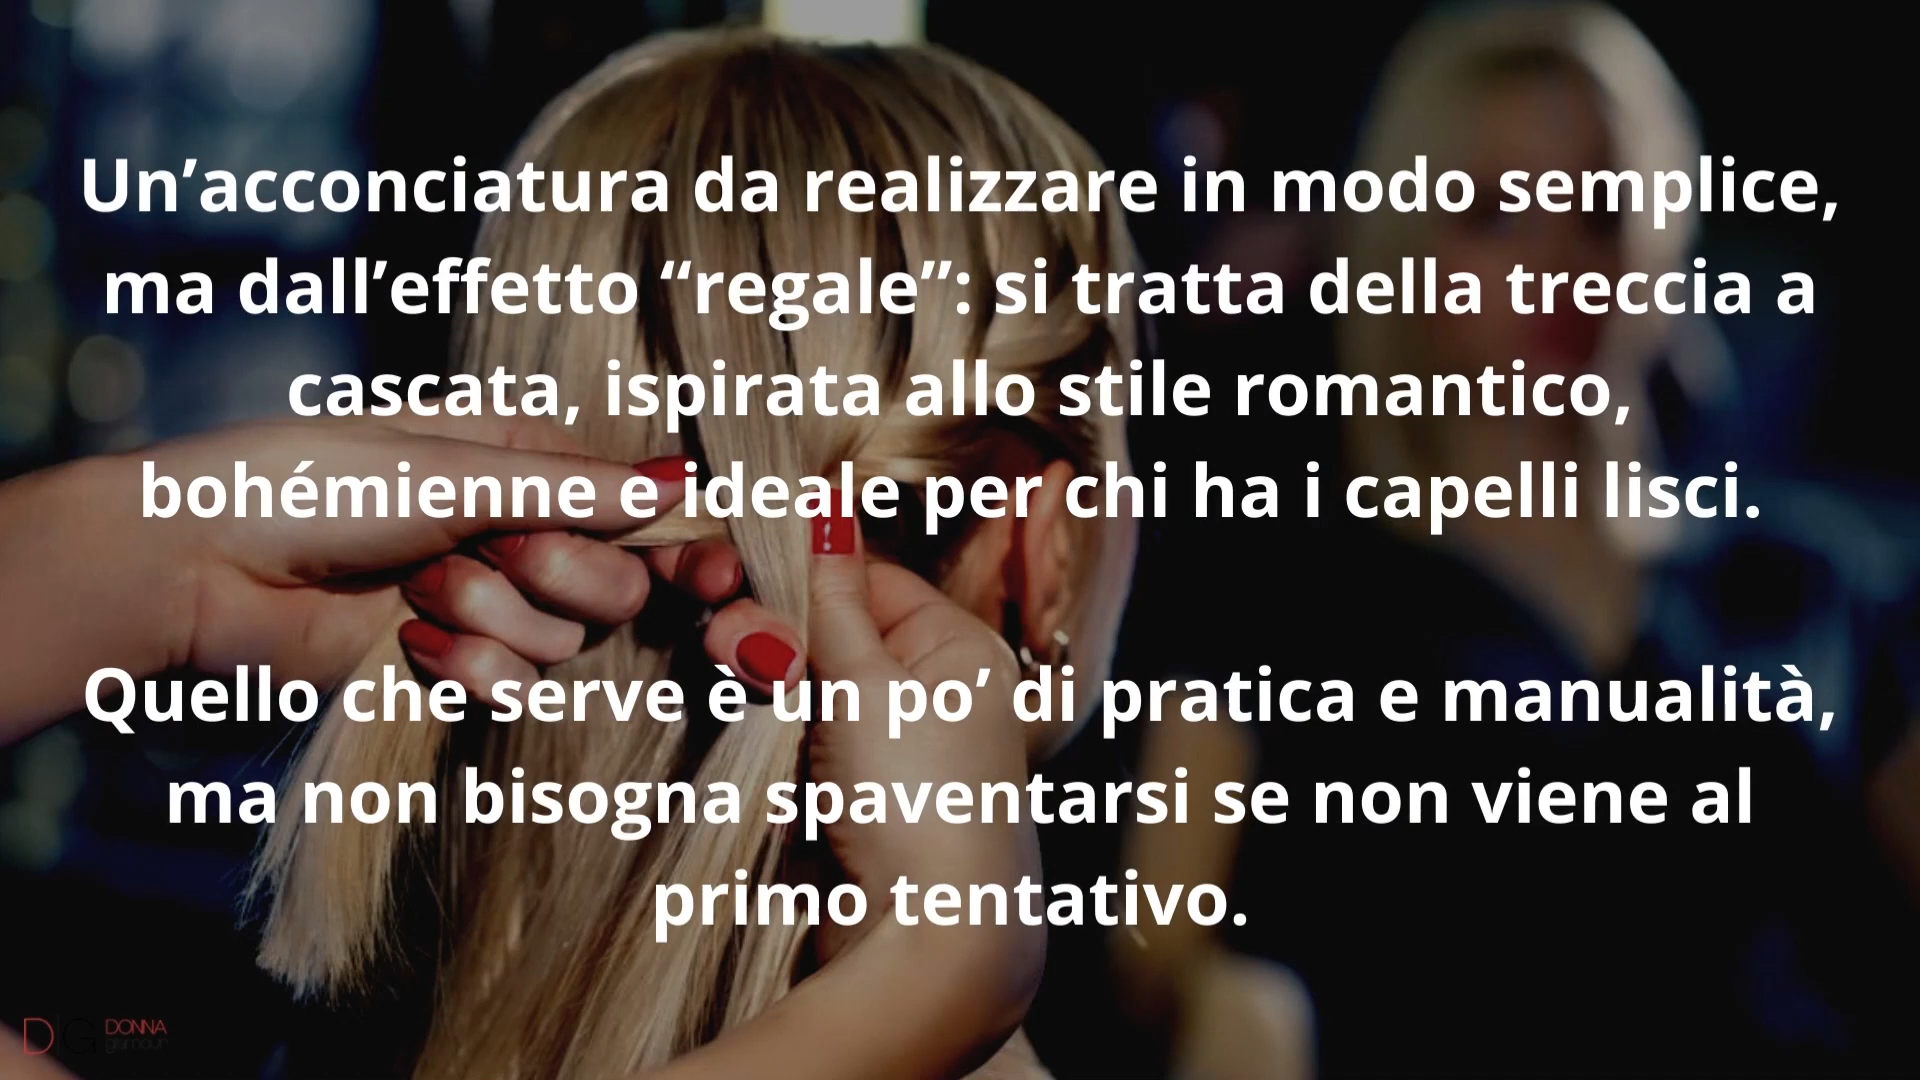 Un’acconciatura da realizzare in modo semplice,
ma dall’effetto “regale”: si tratta della treccia a
cascata, ispirata allo stile romantico,
bohémienne e ideale per chi ha i capelli lisci.
Quello che serve è un po’ di pratica e manualità,
ma non bisogna spaventarsi se non viene al
primo tentativo.
D|G DONNA
glamour